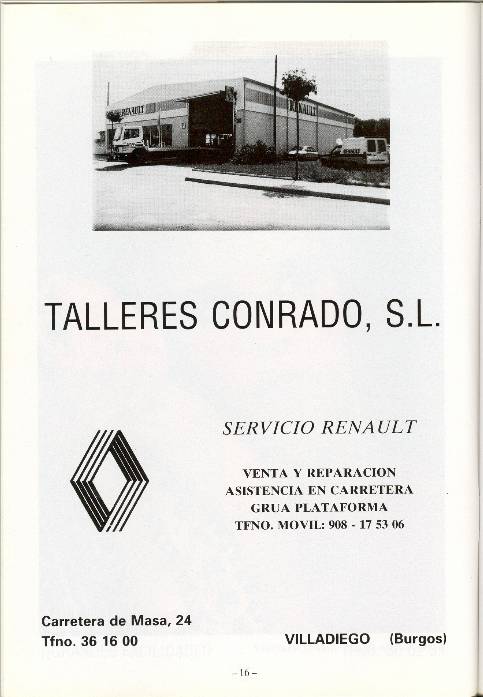 RENAULT
RENAULT
TALLERES CONRADO, S.L.
SERVICIO RENAULT
VENTA Y REPARACION
ASISTENCIA EN CARRETERA
GRUA PLATAFORMA
TFNO. MOVIL: 908 - 17 53 06
Carretera de Masa, 24
Tfno. 36 16 00
VILLADIEGO (Burgos)
– 16 –